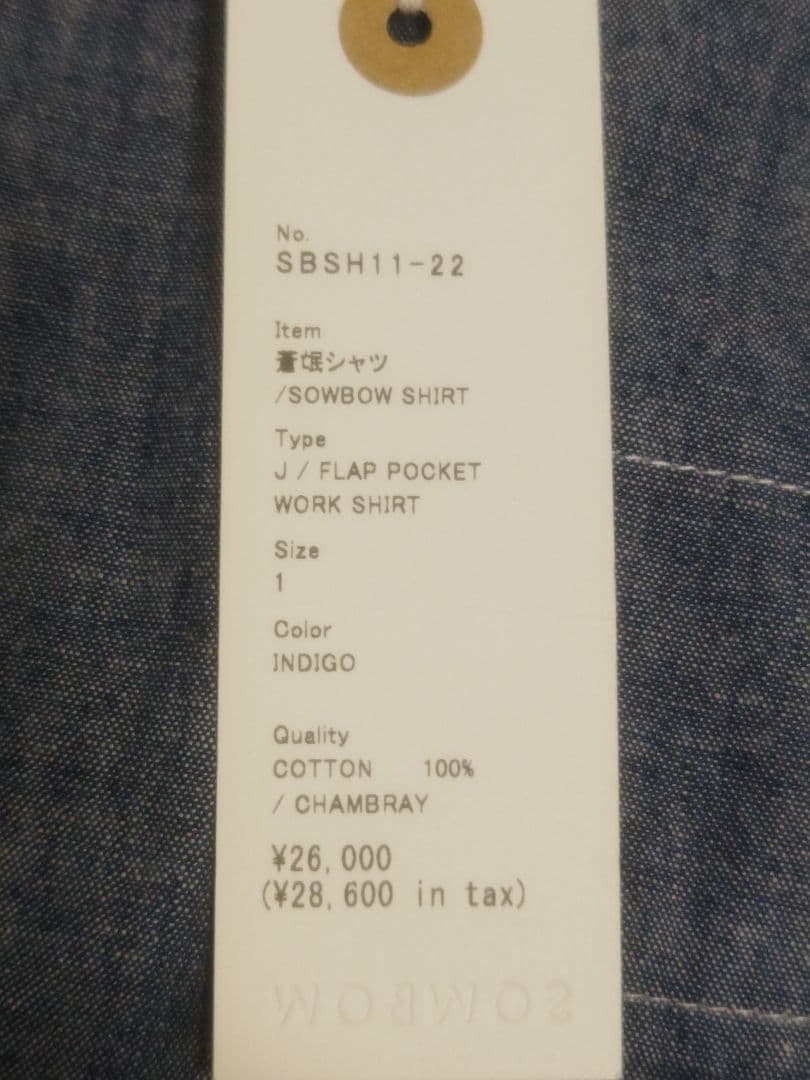 No.
SBSH11-22
Item
蒼氓シャツ
/SOWBOW SHIRT
Type
J / FLAP POCKET
WORK SHIRT
Size
1
Color
INDIGO
Quality
COTTON 100%
/ CHAMBRAY
¥26,000
(¥28,600 in tax)
SOWBOW